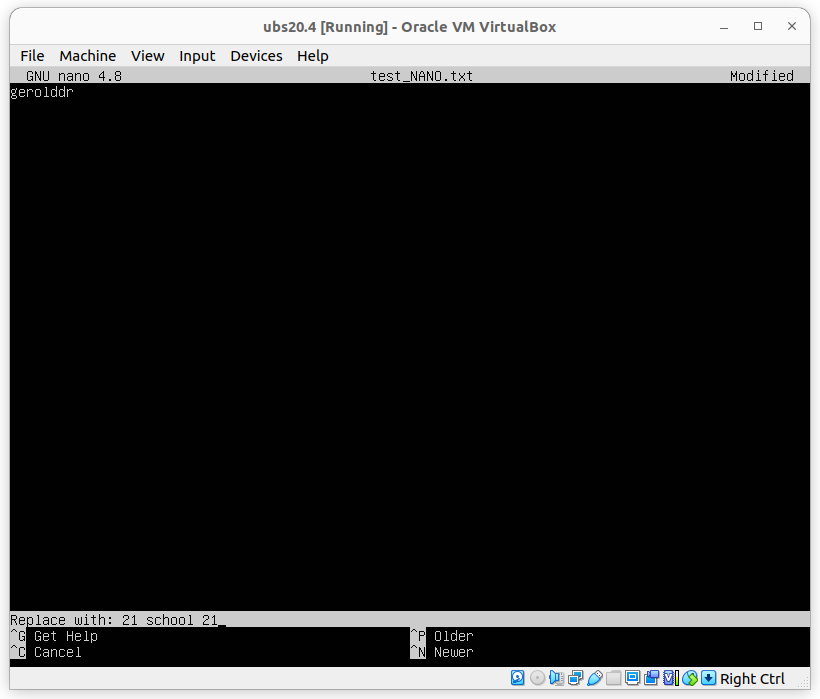 ubs20.4 [Running] - Oracle VM VirtualBox
File Machine View Input Devices Help
GNU nano 4.8 test_NANO.txt Modified
gerolddr
Replace with: 21 school 21_
^G Get Help ^P Older
^C Cancel ^N Newer
Right Ctrl